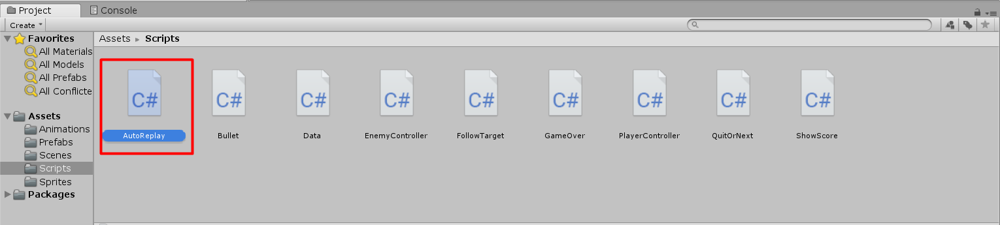 Project
Console
Create
Favorites
All Materials
All Models
All Prefabs
All Conflicte
Assets
Animations
Prefabs
Scenes
Scripts
Sprites
Packages
Assets ▸ Scripts
C# C# C# C# C# C# C# C# C#
AutoReplay Bullet Data EnemyController FollowTarget GameOver PlayerController QuitOrNext ShowScore